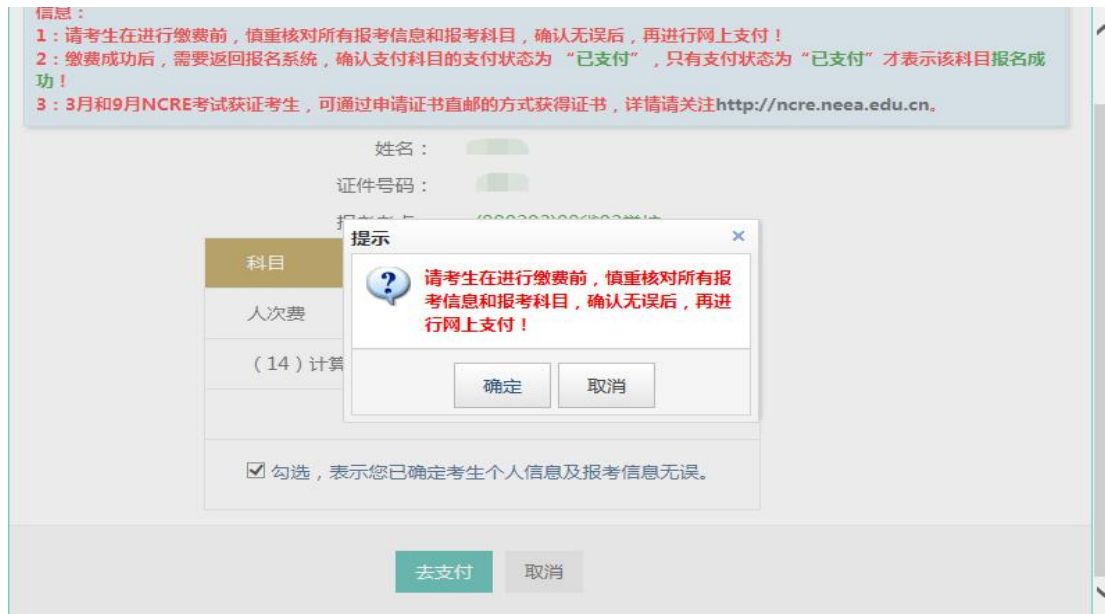 信息：
1：请考生在进行缴费前，慎重核对所有报考信息和报考科目，确认无误后，再进行网上支付！
2：缴费成功后，需要返回报名系统，确认支付科目的支付状态为 “已支付” ，只有支付状态为“已支付” 才表示该科目报名成
功！
3：3月和9月NCRE考试获证考生，可通过申请证书直邮的方式获得证书，详情请关注http://ncre.neea.edu.cn。
姓名：
证件号码：
提示
×
科目
请考生在进行缴费前，慎重核对所有报
考信息和报考科目，确认无误后，再进
行网上支付！
人次费
（14）计算
确定
取消
勾选，表示您已确定考生个人信息及报考信息无误。
去支付
取消